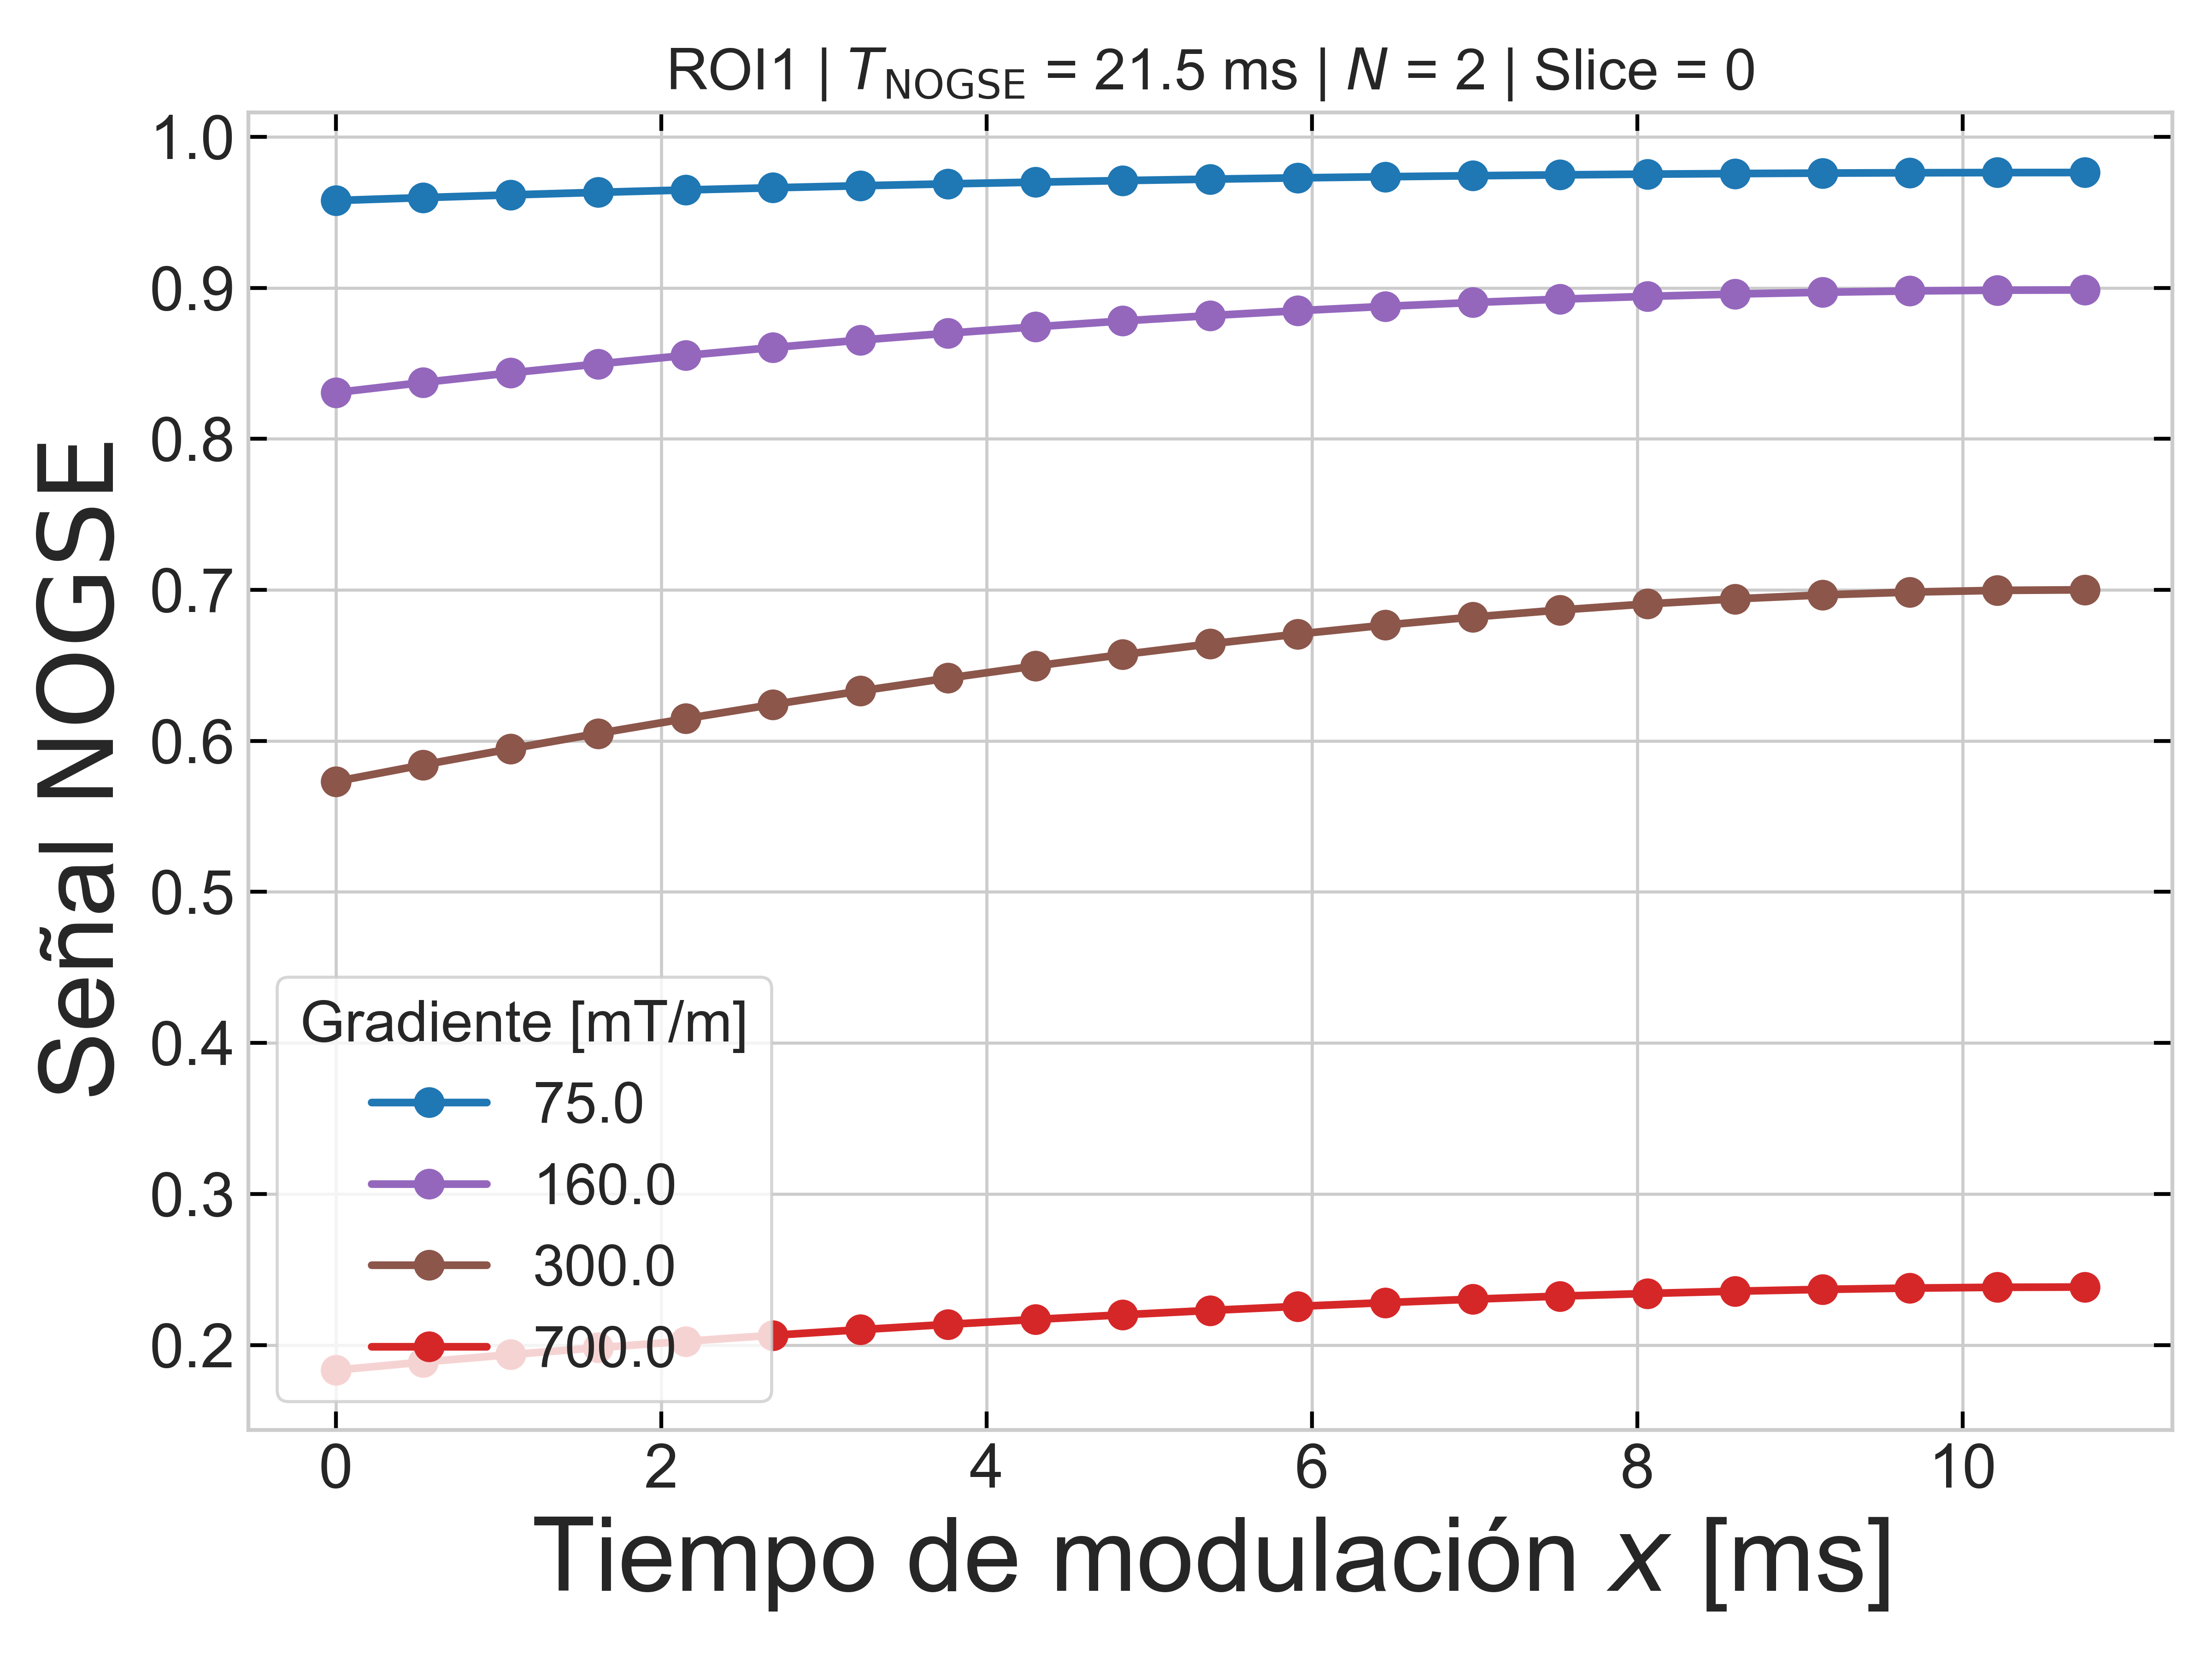 ROI1 | T_NOGSE = 21.5 ms | N = 2 | Slice = 0
Señal NOGSE
1.0
0.9
0.8
0.7
0.6
0.5
0.4
0.3
0.2
Gradiente [mT/m]
75.0
160.0
300.0
700.0
0 2 4 6 8 10
Tiempo de modulación x [ms]